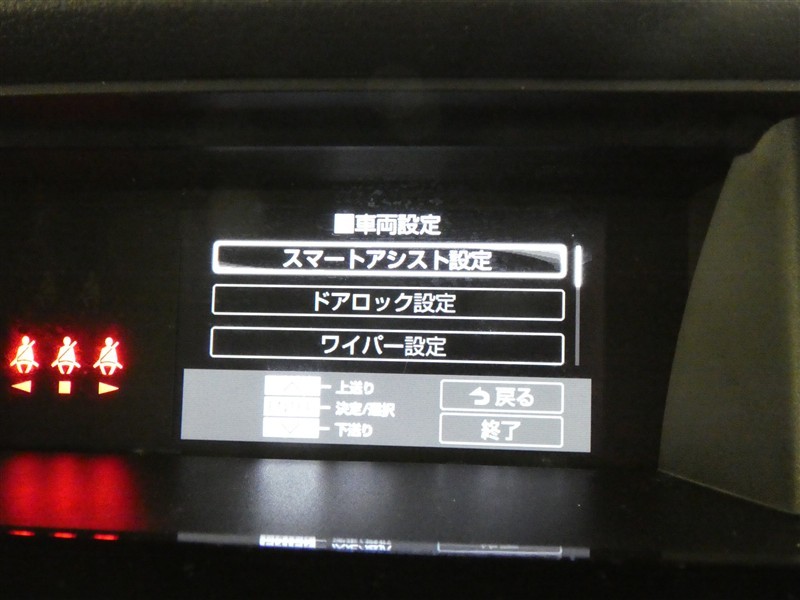 ■車両設定
スマートアシスト設定
ドアロック設定
ワイパー設定
上送り
決定/選択
下送り
戻る
終了